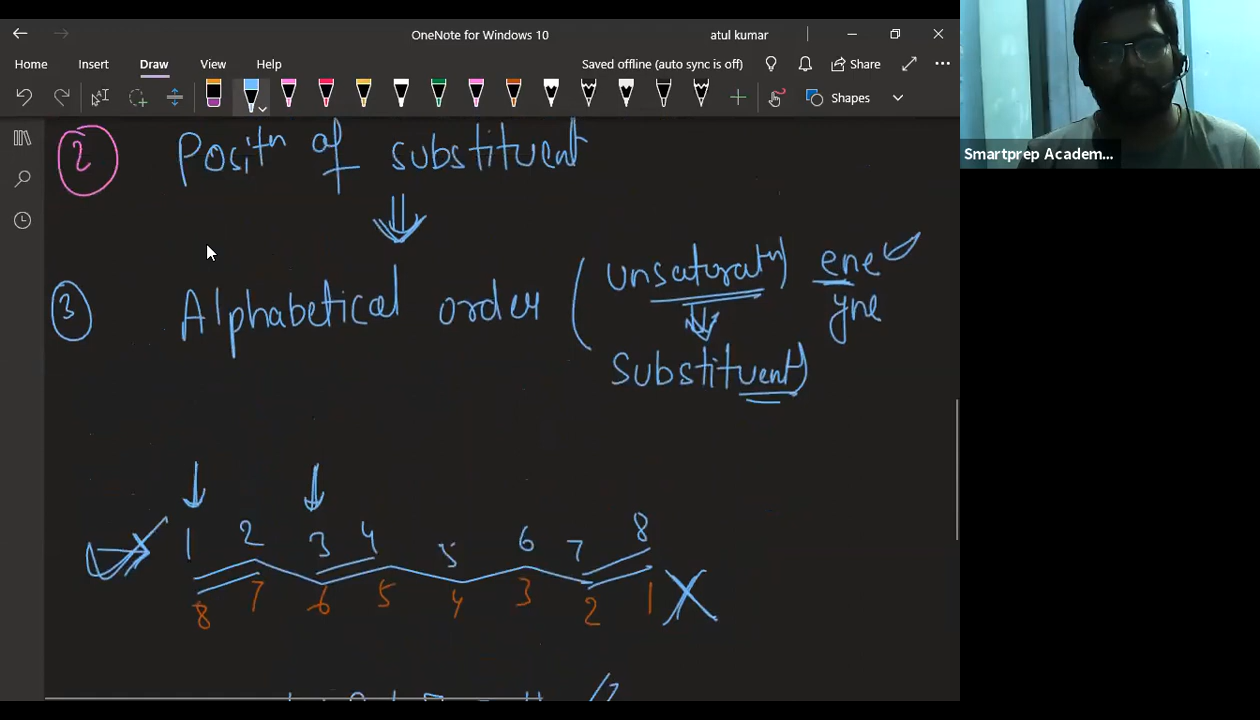 OneNote for Windows 10
atul kumar
Home Insert Draw View Help
Saved offline (auto sync is off)
Share
Shapes
Smartprep Academ...
2 Positn of substituent
3 Alphabetical order ( unsaturatn) ene
yne
Substituent)
1 2 3 4 5 6 7 8
8 7 6 5 4 3 2 1